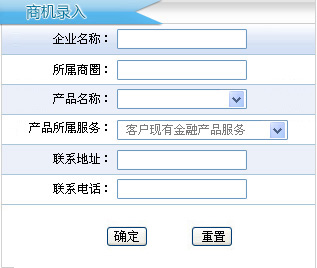 商机录入
企业名称：
所属商圈：
产品名称：
产品所属服务： 客户现有金融产品服务
联系地址：
联系电话：
确定 重置